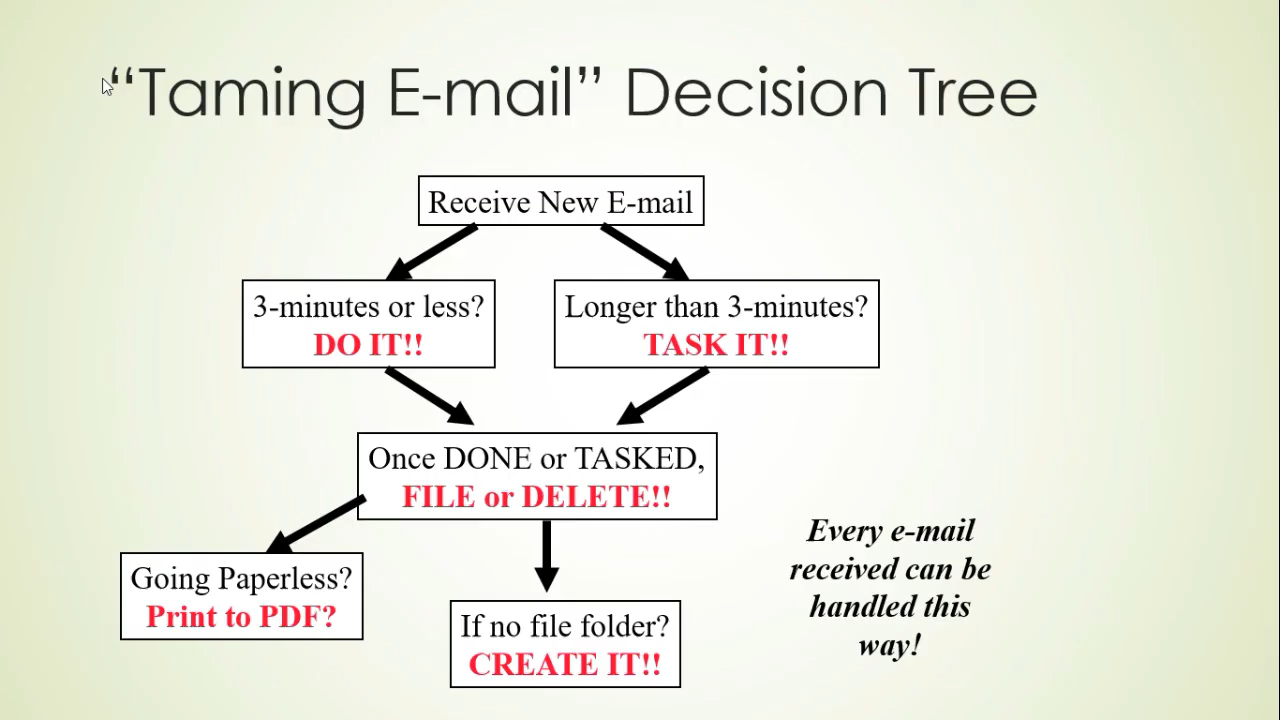 “Taming E-mail” Decision Tree
Receive New E-mail
3-minutes or less?
DO IT!!
Longer than 3-minutes?
TASK IT!!
Once DONE or TASKED,
FILE or DELETE!!
Going Paperless?
Print to PDF?
If no file folder?
CREATE IT!!
Every e-mail
received can be
handled this
way!